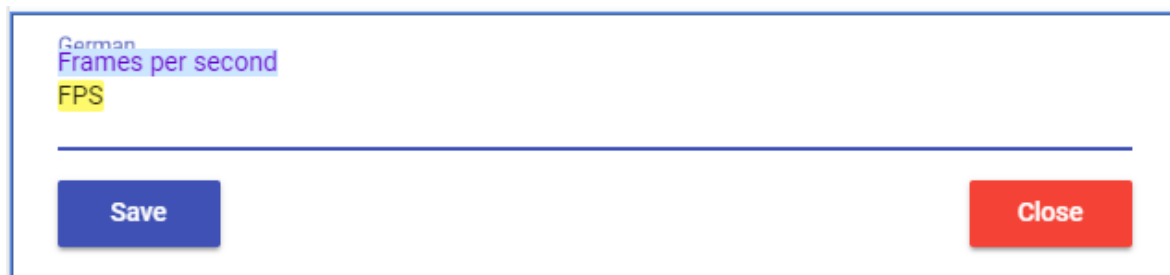 German
Frames per second
FPS
Save
Close